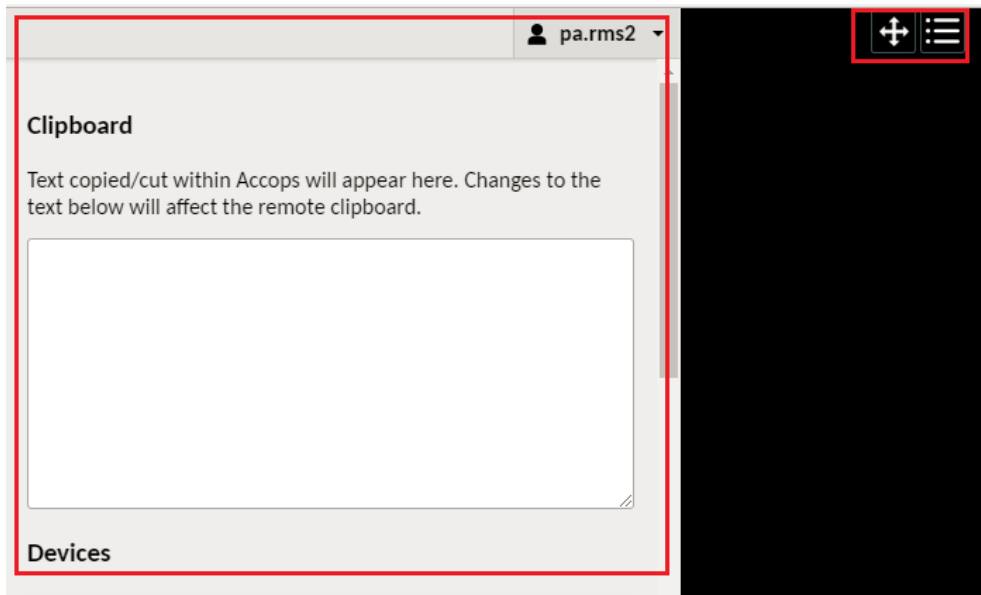 pa.rms2
Clipboard
Text copied/cut within Accops will appear here. Changes to the
text below will affect the remote clipboard.
Devices